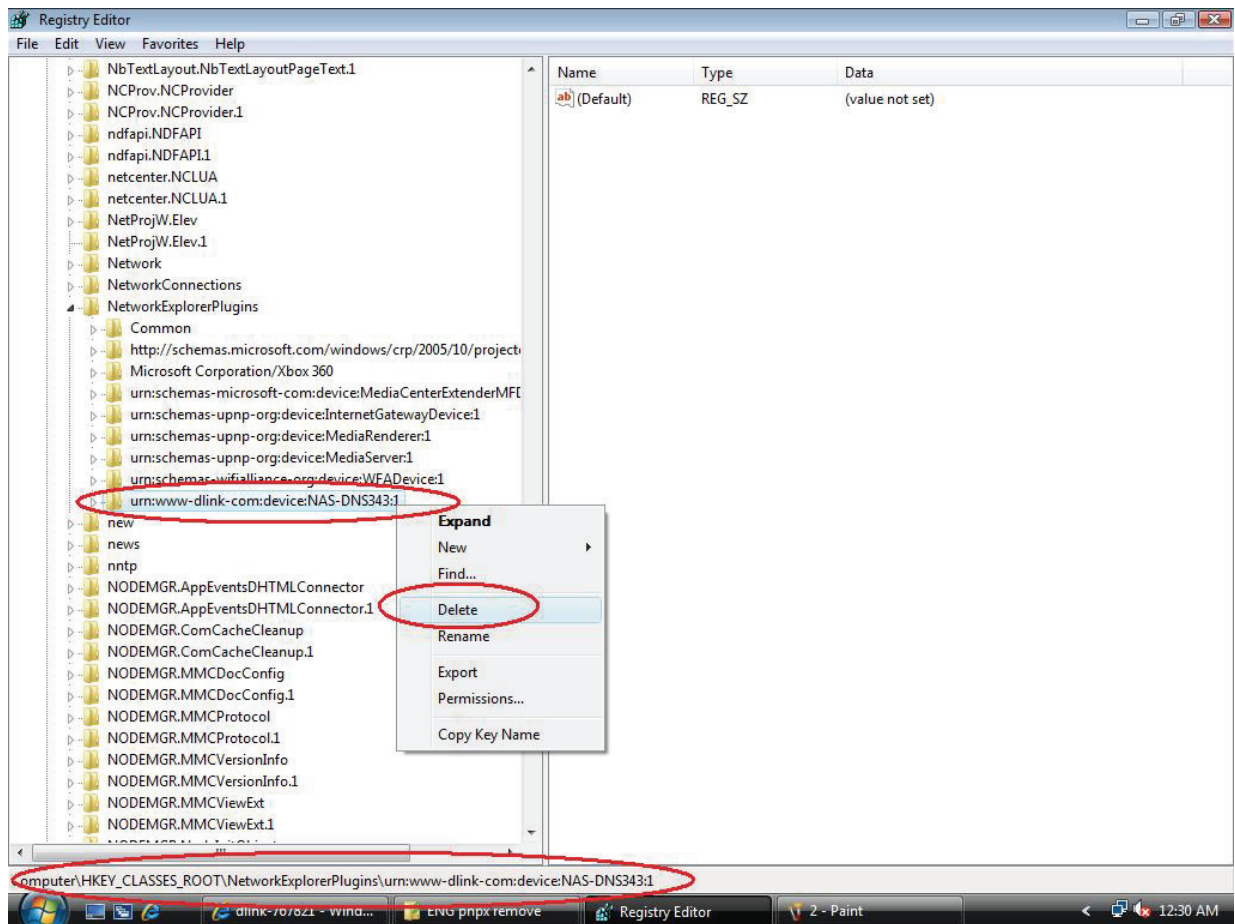 Registry Editor
File Edit View Favorites Help
NbTextLayout.NbTextLayoutPageText.1
NCProv.NCProvider
NCProv.NCProvider.1
ndfapi.NDFAPI
ndfapi.NDFAPI.1
netcenter.NCLUA
netcenter.NCLUA.1
NetProjW.Elev
NetProjW.Elev.1
Network
NetworkConnections
NetworkExplorerPlugins
Common
http://schemas.microsoft.com/windows/crp/2005/10/project
Microsoft Corporation/Xbox 360
urn:schemas-microsoft-com:device:MediaCenterExtenderMFD
urn:schemas-upnp-org:device:InternetGatewayDevice:1
urn:schemas-upnp-org:device:MediaRenderer:1
urn:schemas-upnp-org:device:MediaServer:1
urn:schemas-wifialliance-org:device:WFADevice:1
urn:www-dlink-com:device:NAS-DNS343:1
new
news
nntp
NODEMGR.AppEventsDHTMLConnector
NODEMGR.AppEventsDHTMLConnector.1
NODEMGR.ComCacheCleanup
NODEMGR.ComCacheCleanup.1
NODEMGR.MMCDocConfig
NODEMGR.MMCDocConfig.1
NODEMGR.MMCProtocol
NODEMGR.MMCProtocol.1
NODEMGR.MMCVersionInfo
NODEMGR.MMCVersionInfo.1
NODEMGR.MMCViewExt
NODEMGR.MMCViewExt.1
Name Type Data
ab (Default) REG_SZ (value not set)
Expand
New
Find...
Delete
Rename
Export
Permissions...
Copy Key Name
omputer\HKEY_CLASSES_ROOT\NetworkExplorerPlugins\urn:www-dlink-com:device:NAS-DNS343:1
dlink-767821 - Wind... ENG pnpx remove Registry Editor 2 - Paint 12:30 AM